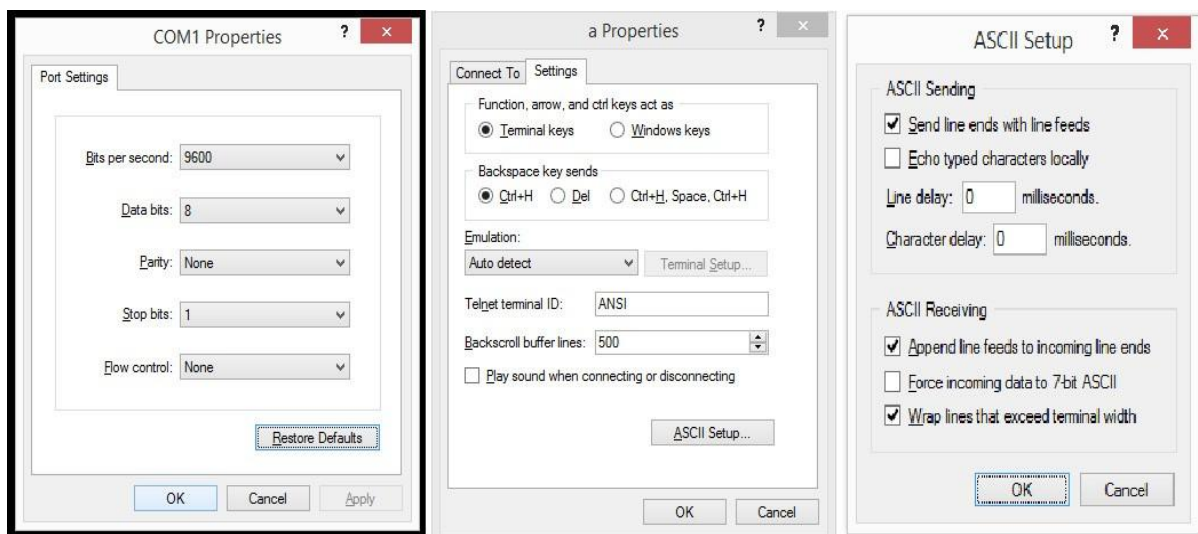 COM1 Properties
?
×
Port Settings
Bits per second: 9600
Data bits: 8
Parity: None
Stop bits: 1
Flow control: None
Restore Defaults
OK Cancel Apply
a Properties
?
×
Connect To Settings
Function, arrow, and ctrl keys act as
Terminal keys Windows keys
Backspace key sends
Ctrl+H Del Ctrl+H, Space, Ctrl+H
Emulation:
Auto detect Terminal Setup...
Telnet terminal ID: ANSI
Backscroll buffer lines: 500
Play sound when connecting or disconnecting
ASCII Setup...
OK Cancel
ASCII Setup
?
×
ASCII Sending
Send line ends with line feeds
Echo typed characters locally
Line delay: 0 milliseconds.
Character delay: 0 milliseconds.
ASCII Receiving
Append line feeds to incoming line ends
Force incoming data to 7-bit ASCII
Wrap lines that exceed terminal width
OK Cancel